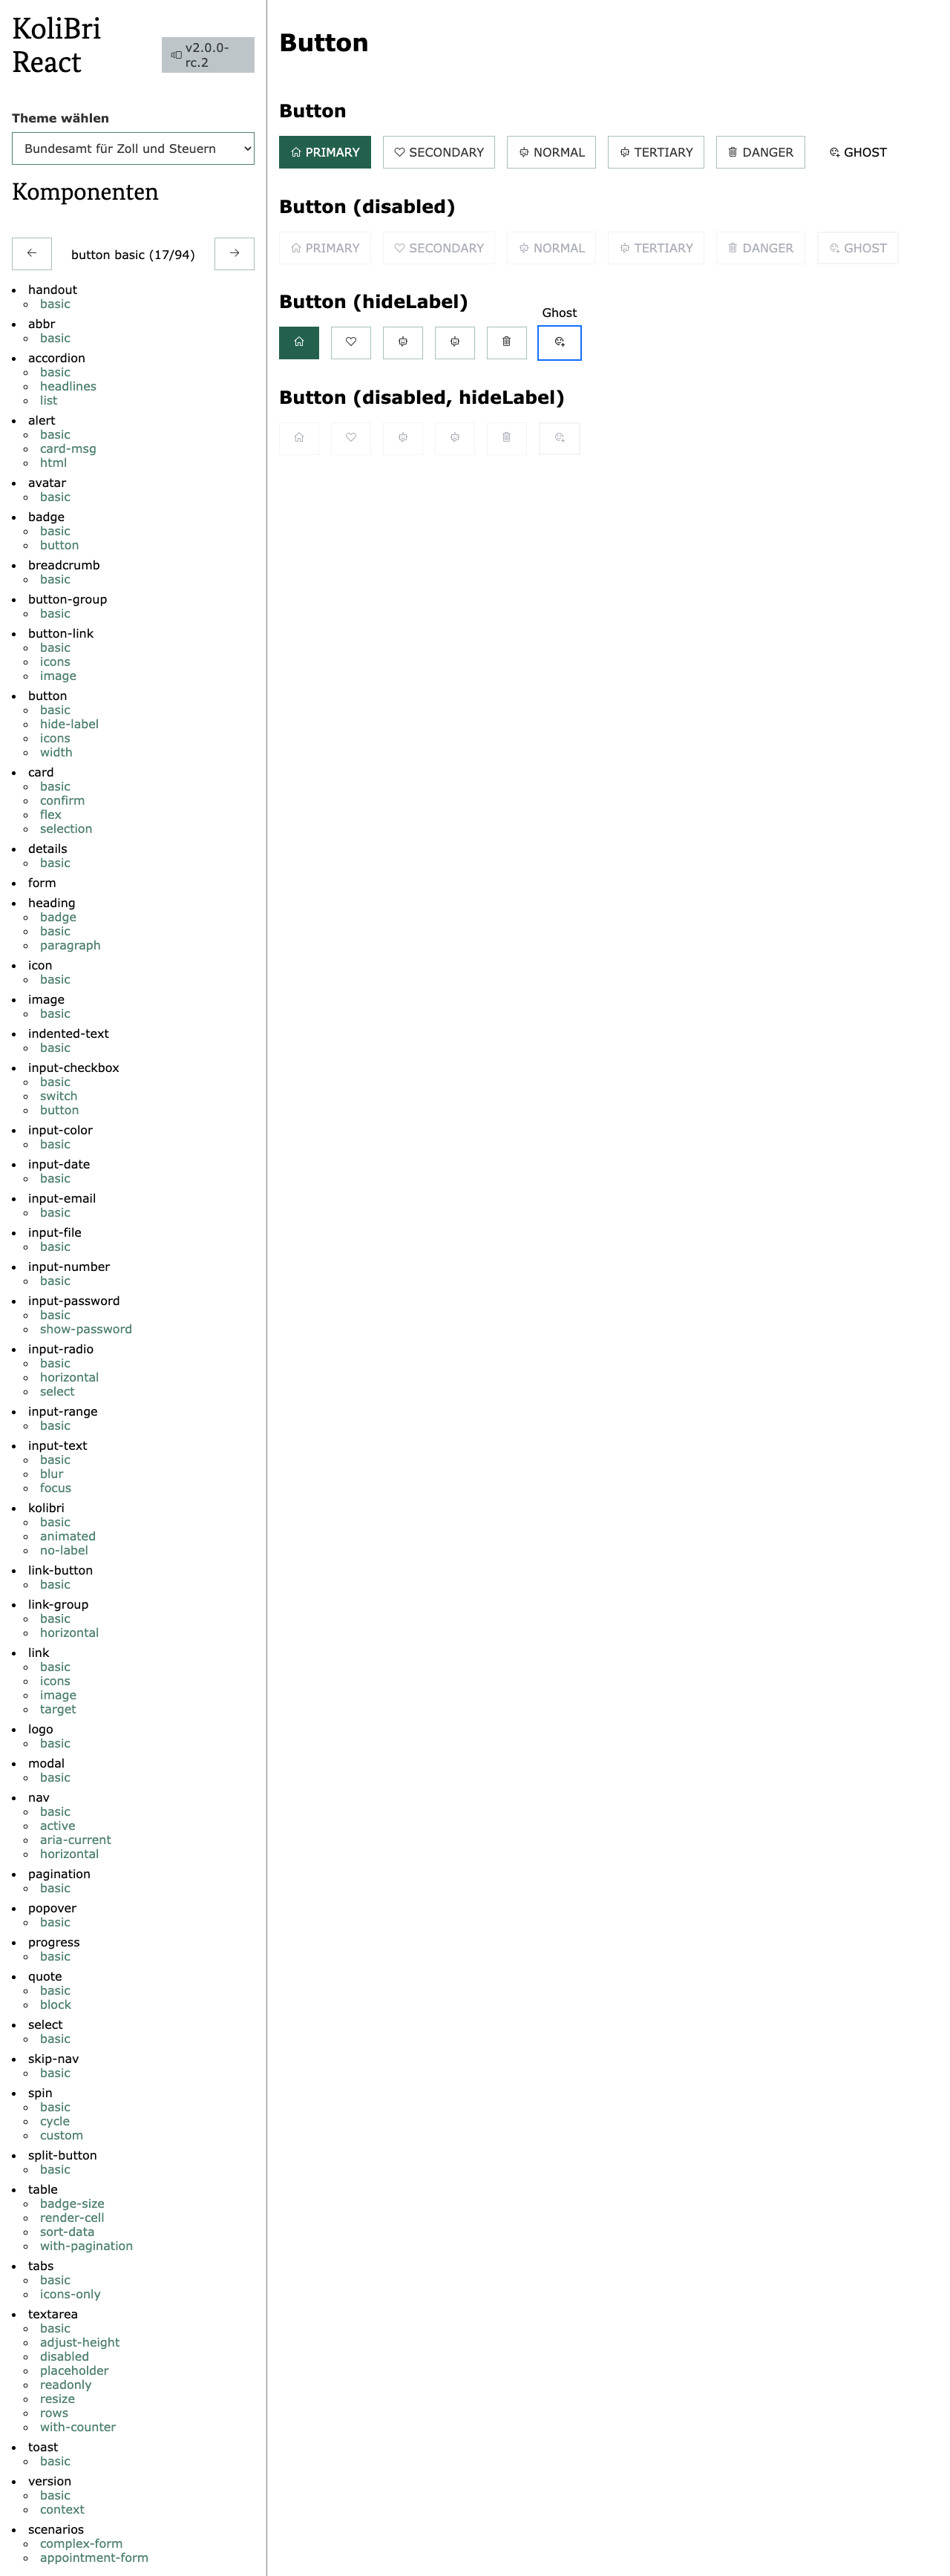 KoliBri
React
v2.0.0-
rc.2
Theme wählen
Bundesamt für Zoll und Steuern
Komponenten
button basic (17/94)
handout
basic
abbr
basic
accordion
basic
headlines
list
alert
basic
card-msg
html
avatar
basic
badge
basic
button
breadcrumb
basic
button-group
basic
button-link
basic
icons
image
button
basic
hide-label
icons
width
card
basic
confirm
flex
selection
details
basic
form
heading
badge
basic
paragraph
icon
basic
image
basic
indented-text
basic
input-checkbox
basic
switch
button
input-color
basic
input-date
basic
input-email
basic
input-file
basic
input-number
basic
input-password
basic
show-password
input-radio
basic
horizontal
select
input-range
basic
input-text
basic
blur
focus
kolibri
basic
animated
no-label
link-button
basic
link-group
basic
horizontal
link
basic
icons
image
target
logo
basic
modal
basic
nav
basic
active
aria-current
horizontal
pagination
basic
popover
basic
progress
basic
quote
basic
block
select
basic
skip-nav
basic
spin
basic
cycle
custom
split-button
basic
table
badge-size
render-cell
sort-data
with-pagination
tabs
basic
icons-only
textarea
basic
adjust-height
disabled
placeholder
readonly
resize
rows
with-counter
toast
basic
version
basic
context
scenarios
complex-form
appointment-form
Button
Button
PRIMARY SECONDARY NORMAL TERTIARY DANGER GHOST
Button (disabled)
PRIMARY SECONDARY NORMAL TERTIARY DANGER GHOST
Button (hideLabel)
Ghost
Button (disabled, hideLabel)